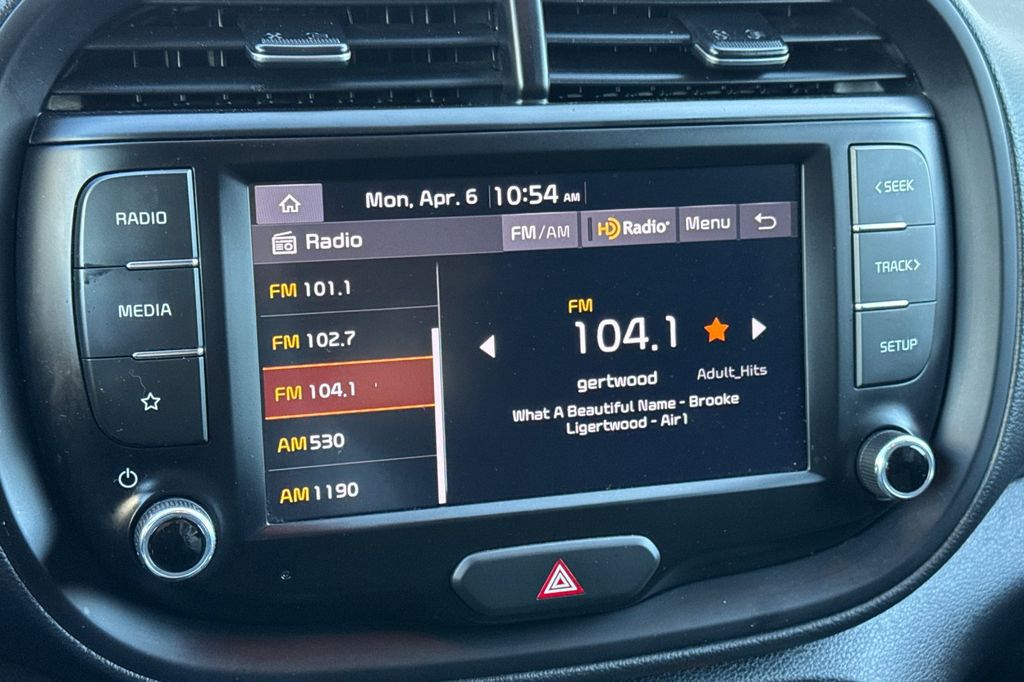 Mon, Apr. 6 10:54 AM
Radio FM/AM HD Radio Menu
FM 101.1
FM 102.7
FM 104.1
AM 530
AM 1190
FM
104.1
gertwood Adult_Hits
What A Beautiful Name - Brooke
Ligertwood - Air1
RADIO
MEDIA
< SEEK
TRACK >
SETUP